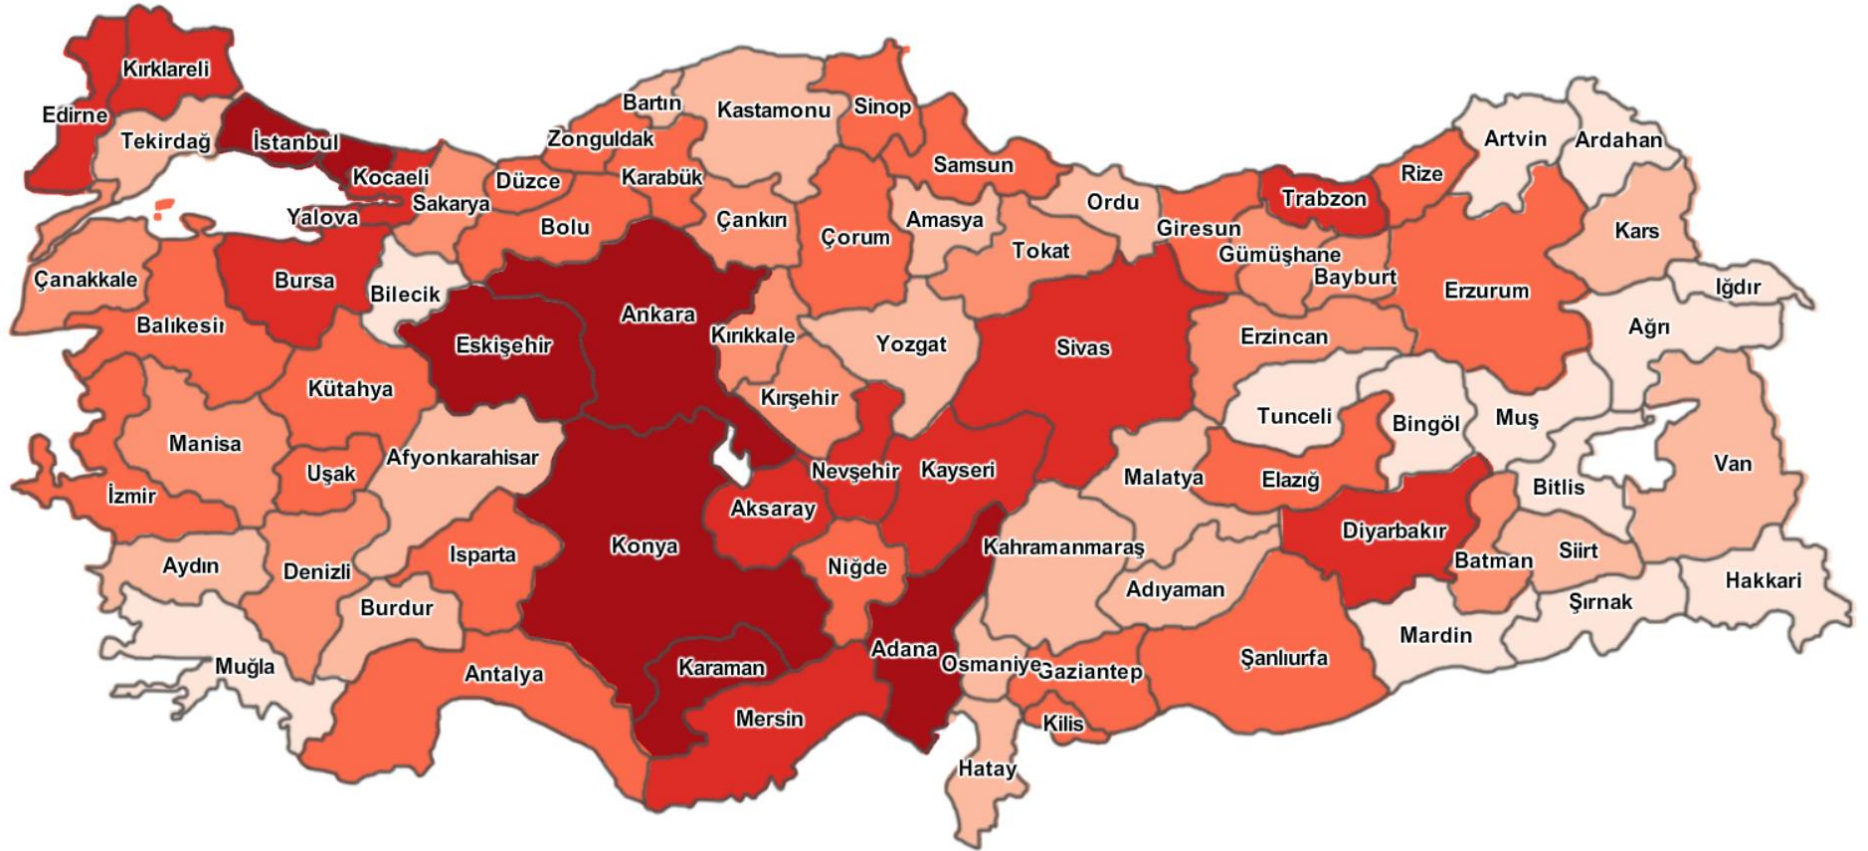 Kırklareli
Edirne
Tekirdağ
İstanbul
Kocaeli
Yalova
Sakarya
Düzce
Zonguldak
Bartın
Karabük
Kastamonu
Sinop
Samsun
Bolu
Çankırı
Çorum
Amasya
Ordu
Tokat
Giresun
Trabzon
Rize
Artvin
Ardahan
Gümüşhane
Bayburt
Erzurum
Kars
Iğdır
Ağrı
Çanakkale
Bursa
Bilecik
Balıkesir
Eskişehir
Ankara
Kırıkkale
Yozgat
Sivas
Erzincan
Kütahya
Kırşehir
Tunceli
Bingöl
Muş
Manisa
Afyonkarahisar
Uşak
İzmir
Nevşehir
Kayseri
Malatya
Elazığ
Bitlis
Van
Aksaray
Diyarbakır
Aydın
Denizli
Isparta
Konya
Niğde
Kahramanmaraş
Adıyaman
Batman
Siirt
Hakkari
Şırnak
Burdur
Mardin
Muğla
Antalya
Karaman
Adana
Osmaniye
Gaziantep
Şanlıurfa
Mersin
Kilis
Hatay